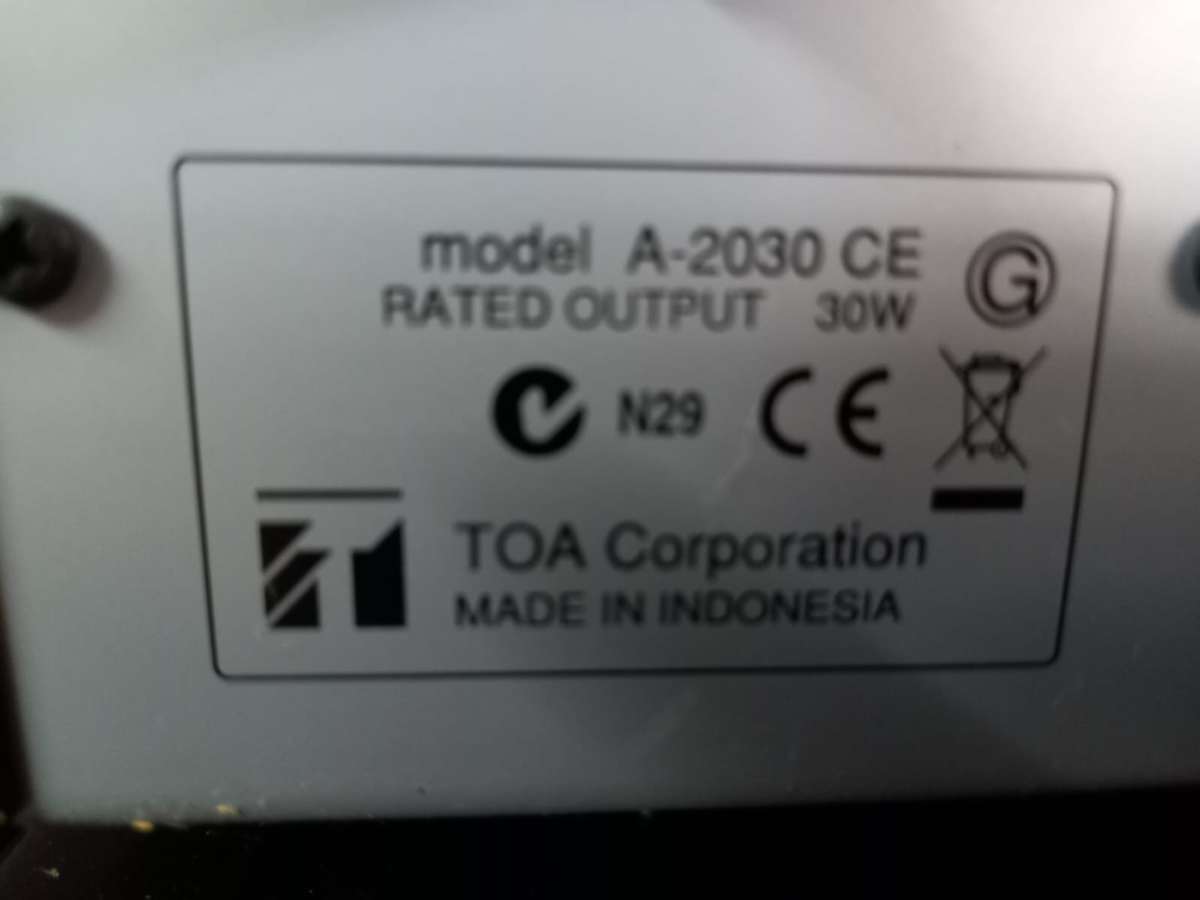 model A-2030 CE G
RATED OUTPUT 30W
N29 CE
TOA Corporation
MADE IN INDONESIA